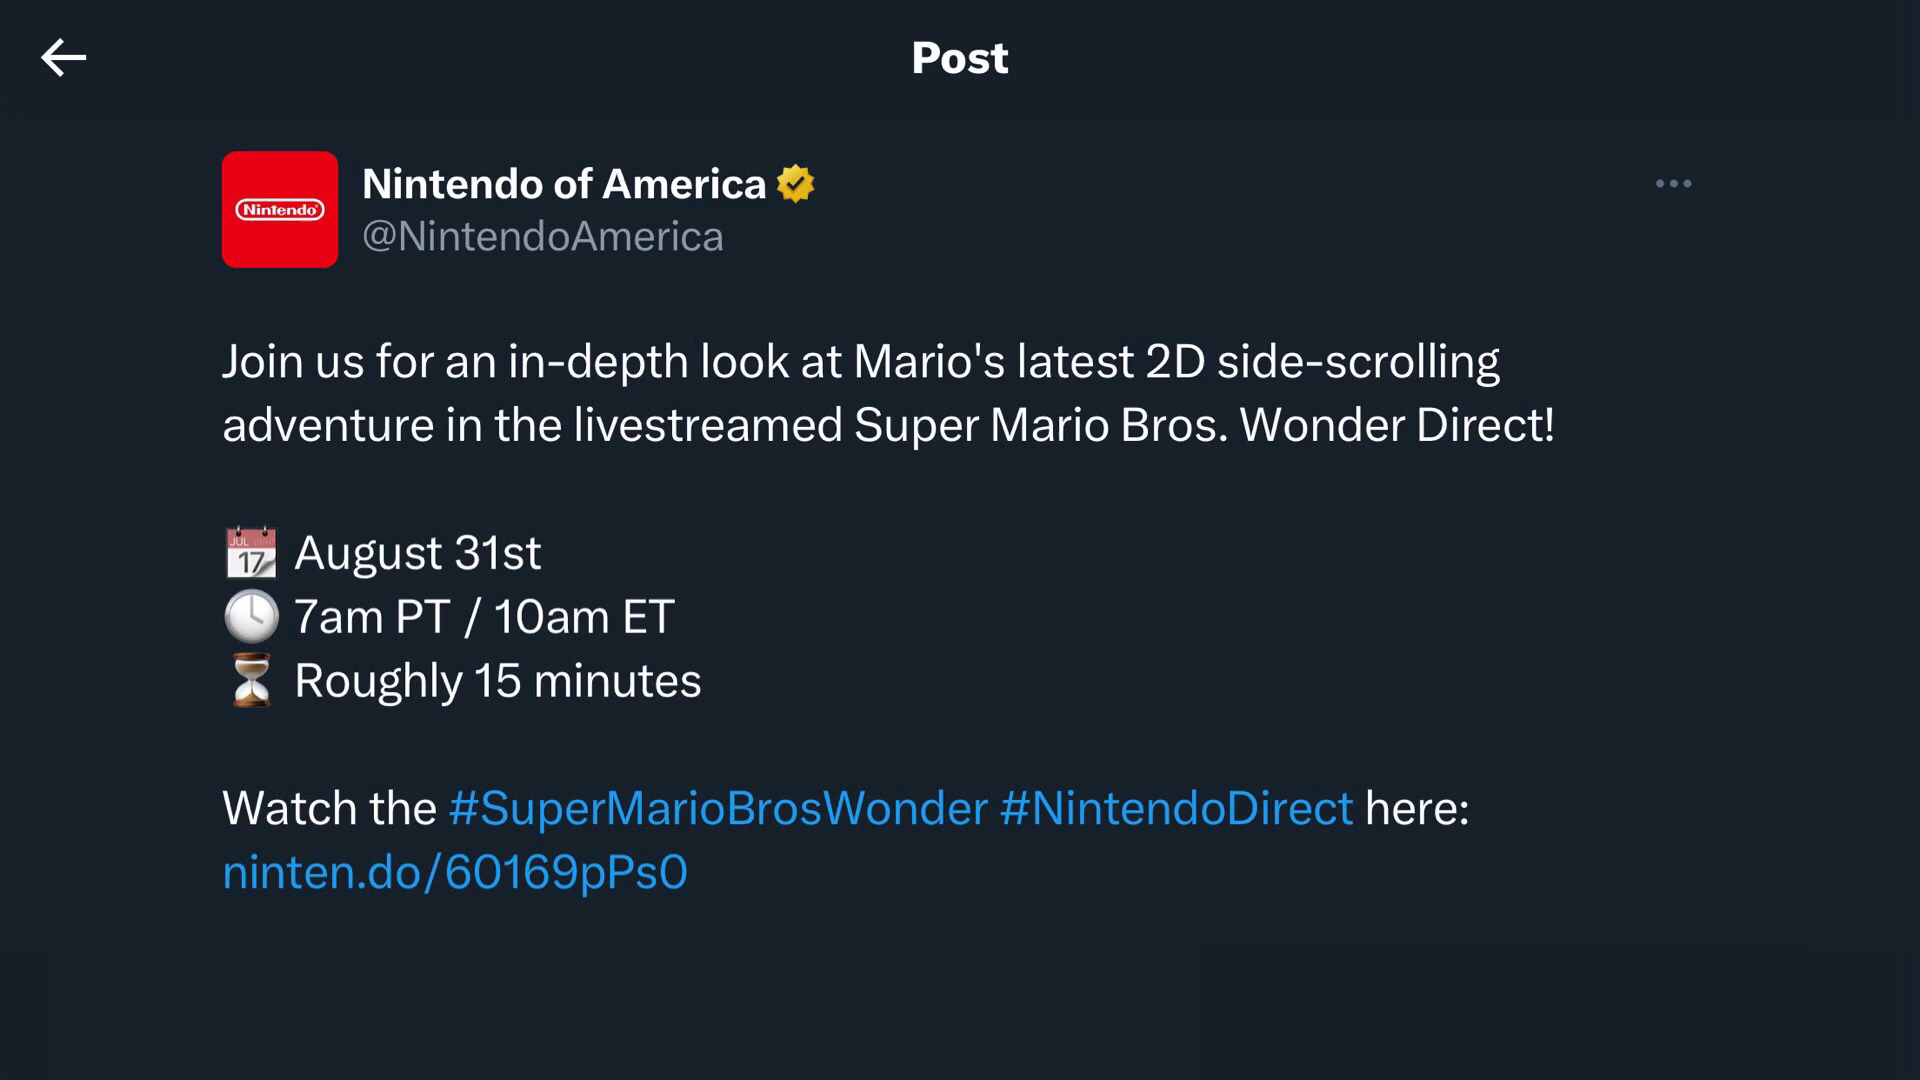 Post
Nintendo
Nintendo of America
@NintendoAmerica
Join us for an in-depth look at Mario's latest 2D side-scrolling
adventure in the livestreamed Super Mario Bros. Wonder Direct!
JUL
17
August 31st
7am PT / 10am ET
Roughly 15 minutes
Watch the #SuperMarioBrosWonder #NintendoDirect here:
ninten.do/60169pPs0